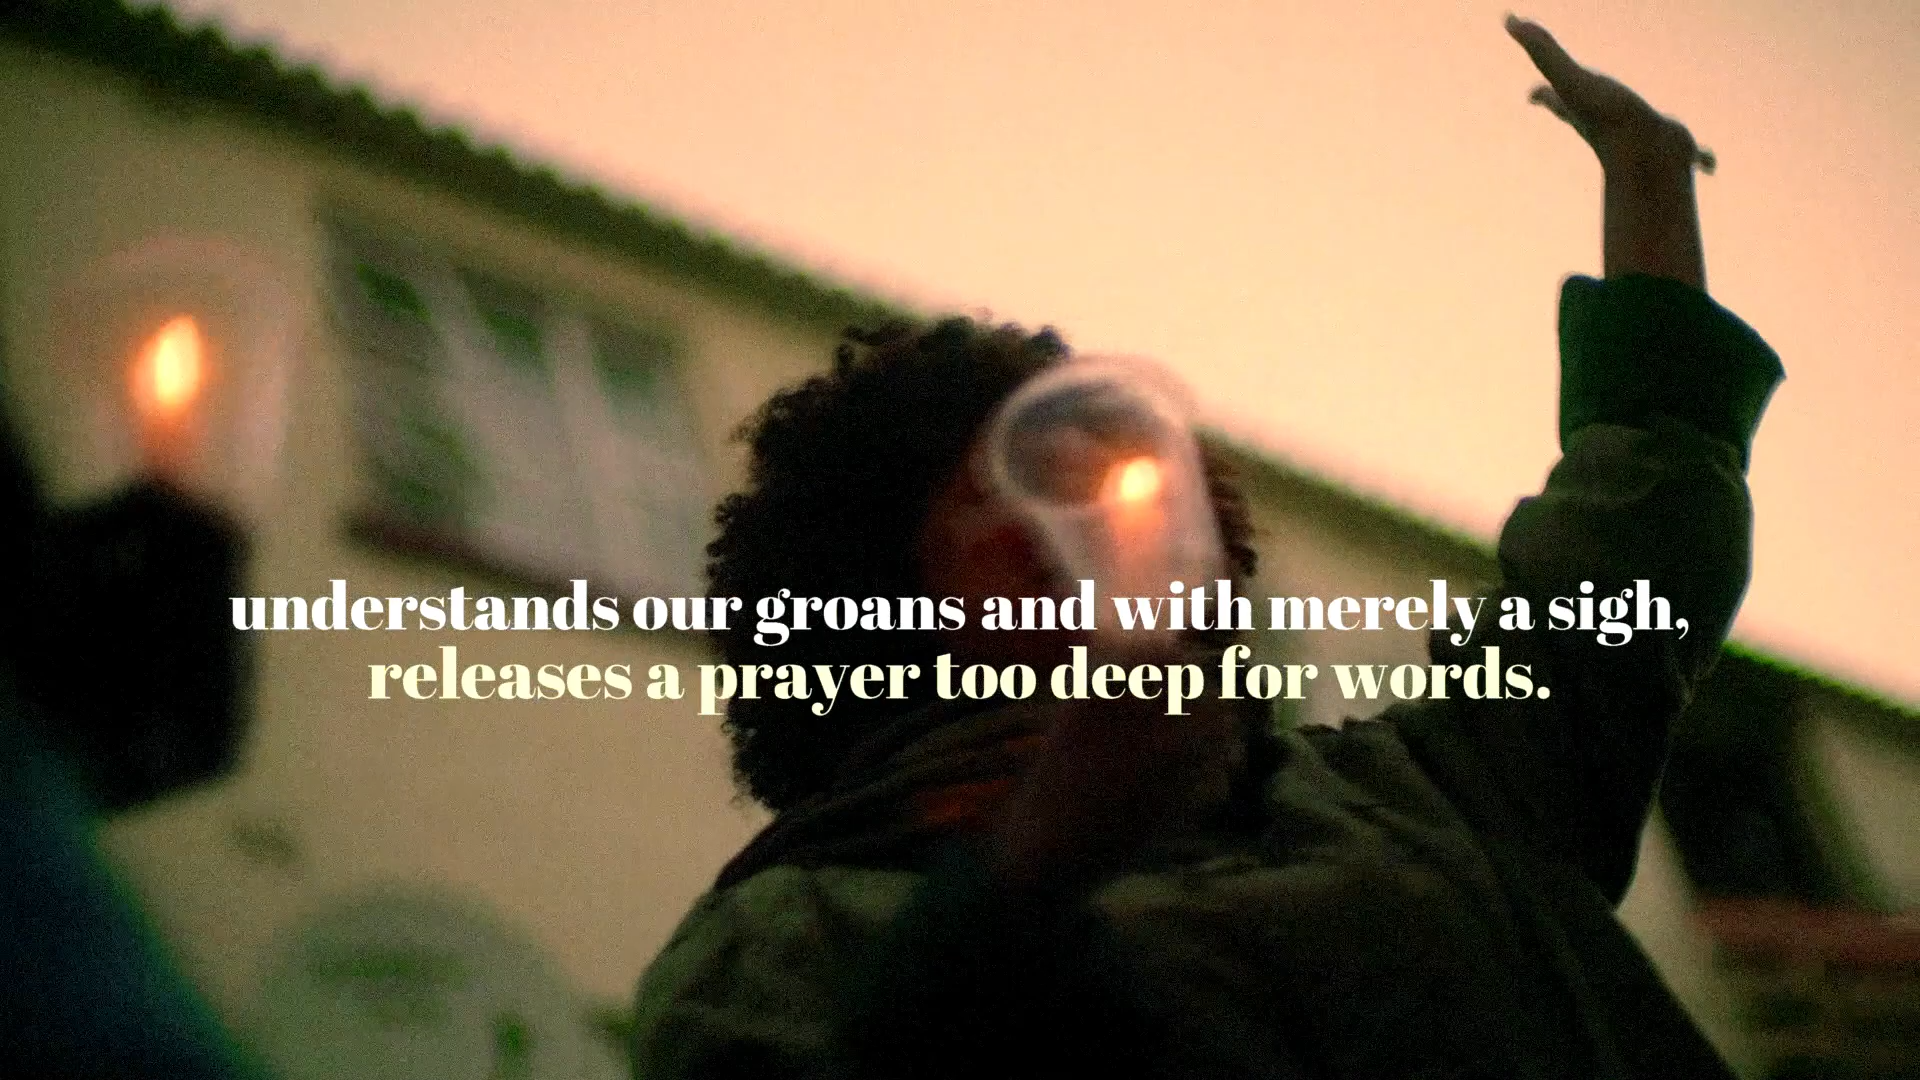 understands our groans and with merely a sigh,
releases a prayer too deep for words.